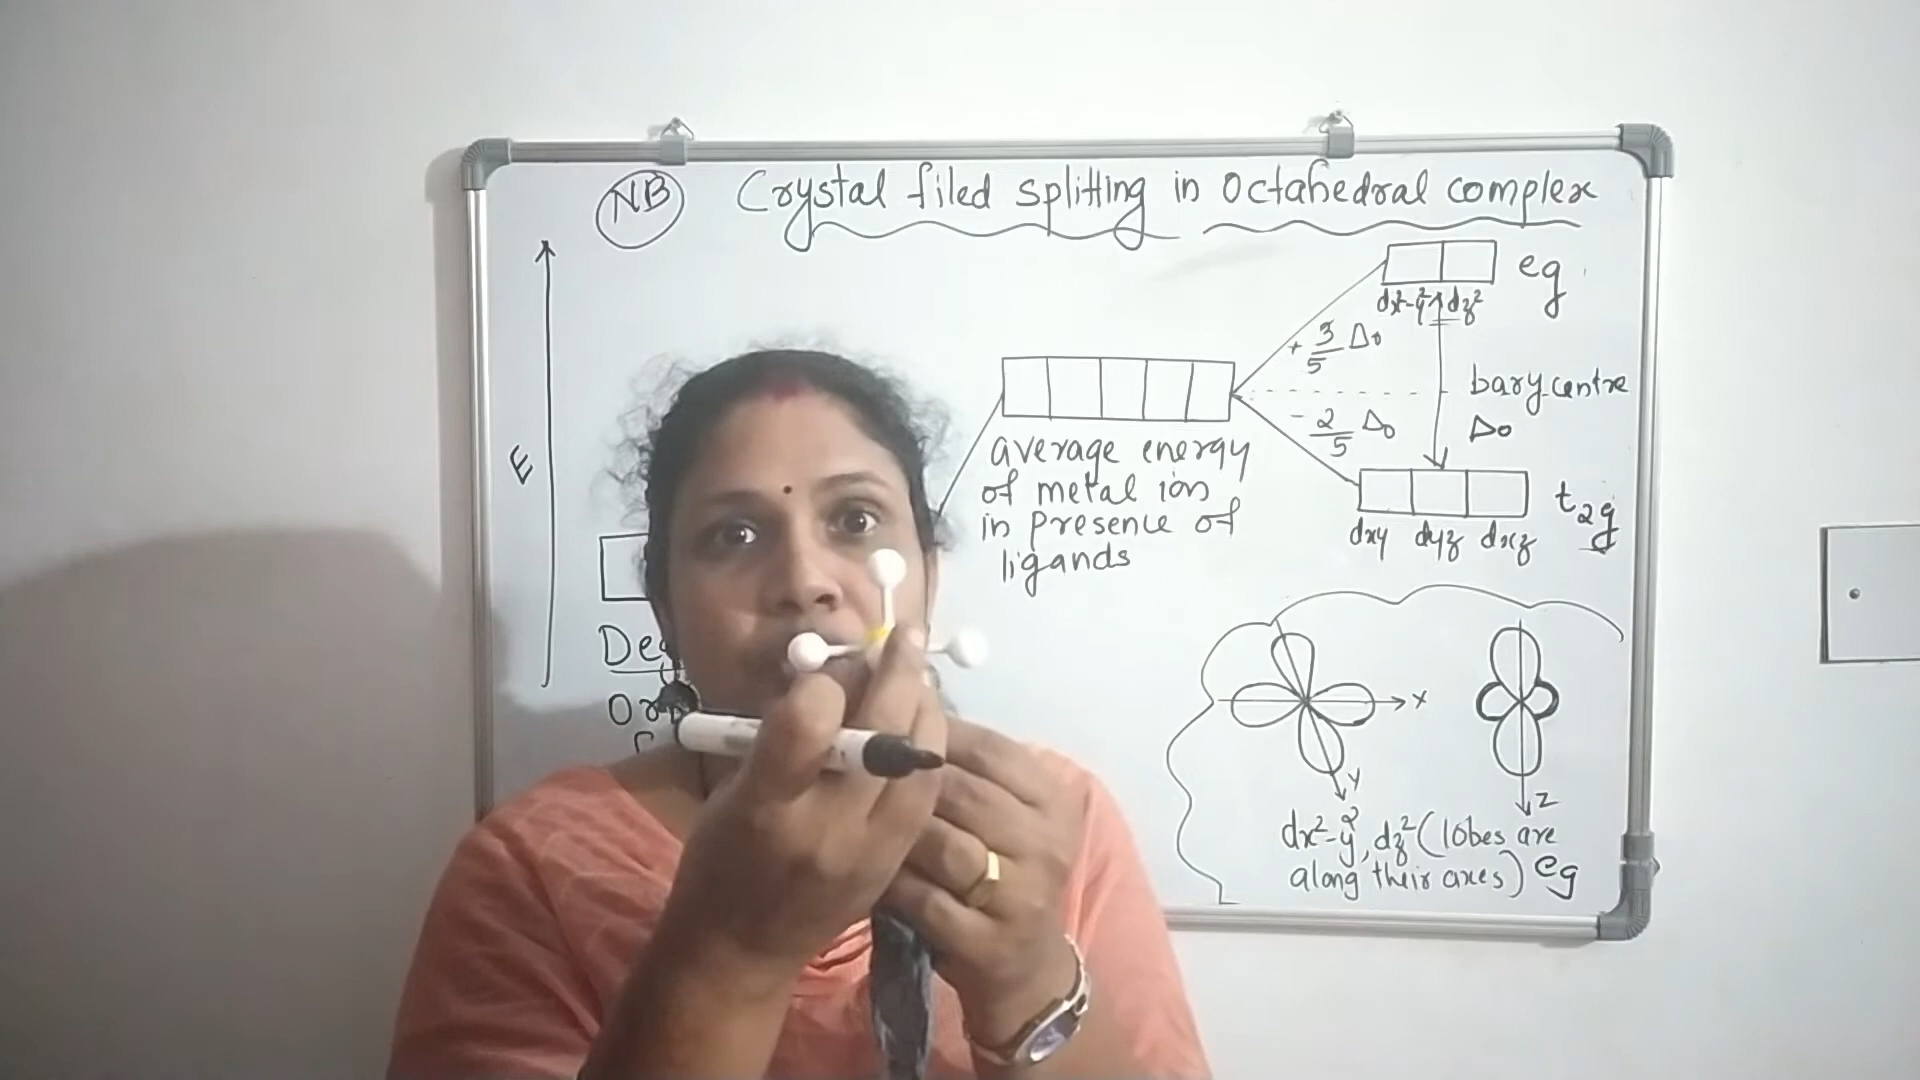 NB
Crystal filed splitting in octahedral complex
E
eg
dx²-y² dz²
+ 3/5 Δo
bary centre
- 2/5 Δo
Δo
average energy
of metal ion
in presence of
ligands
t2g
dxy dyz dxz
X
Y
Z
dx²-y², dz² (lobes are
along their axes) eg